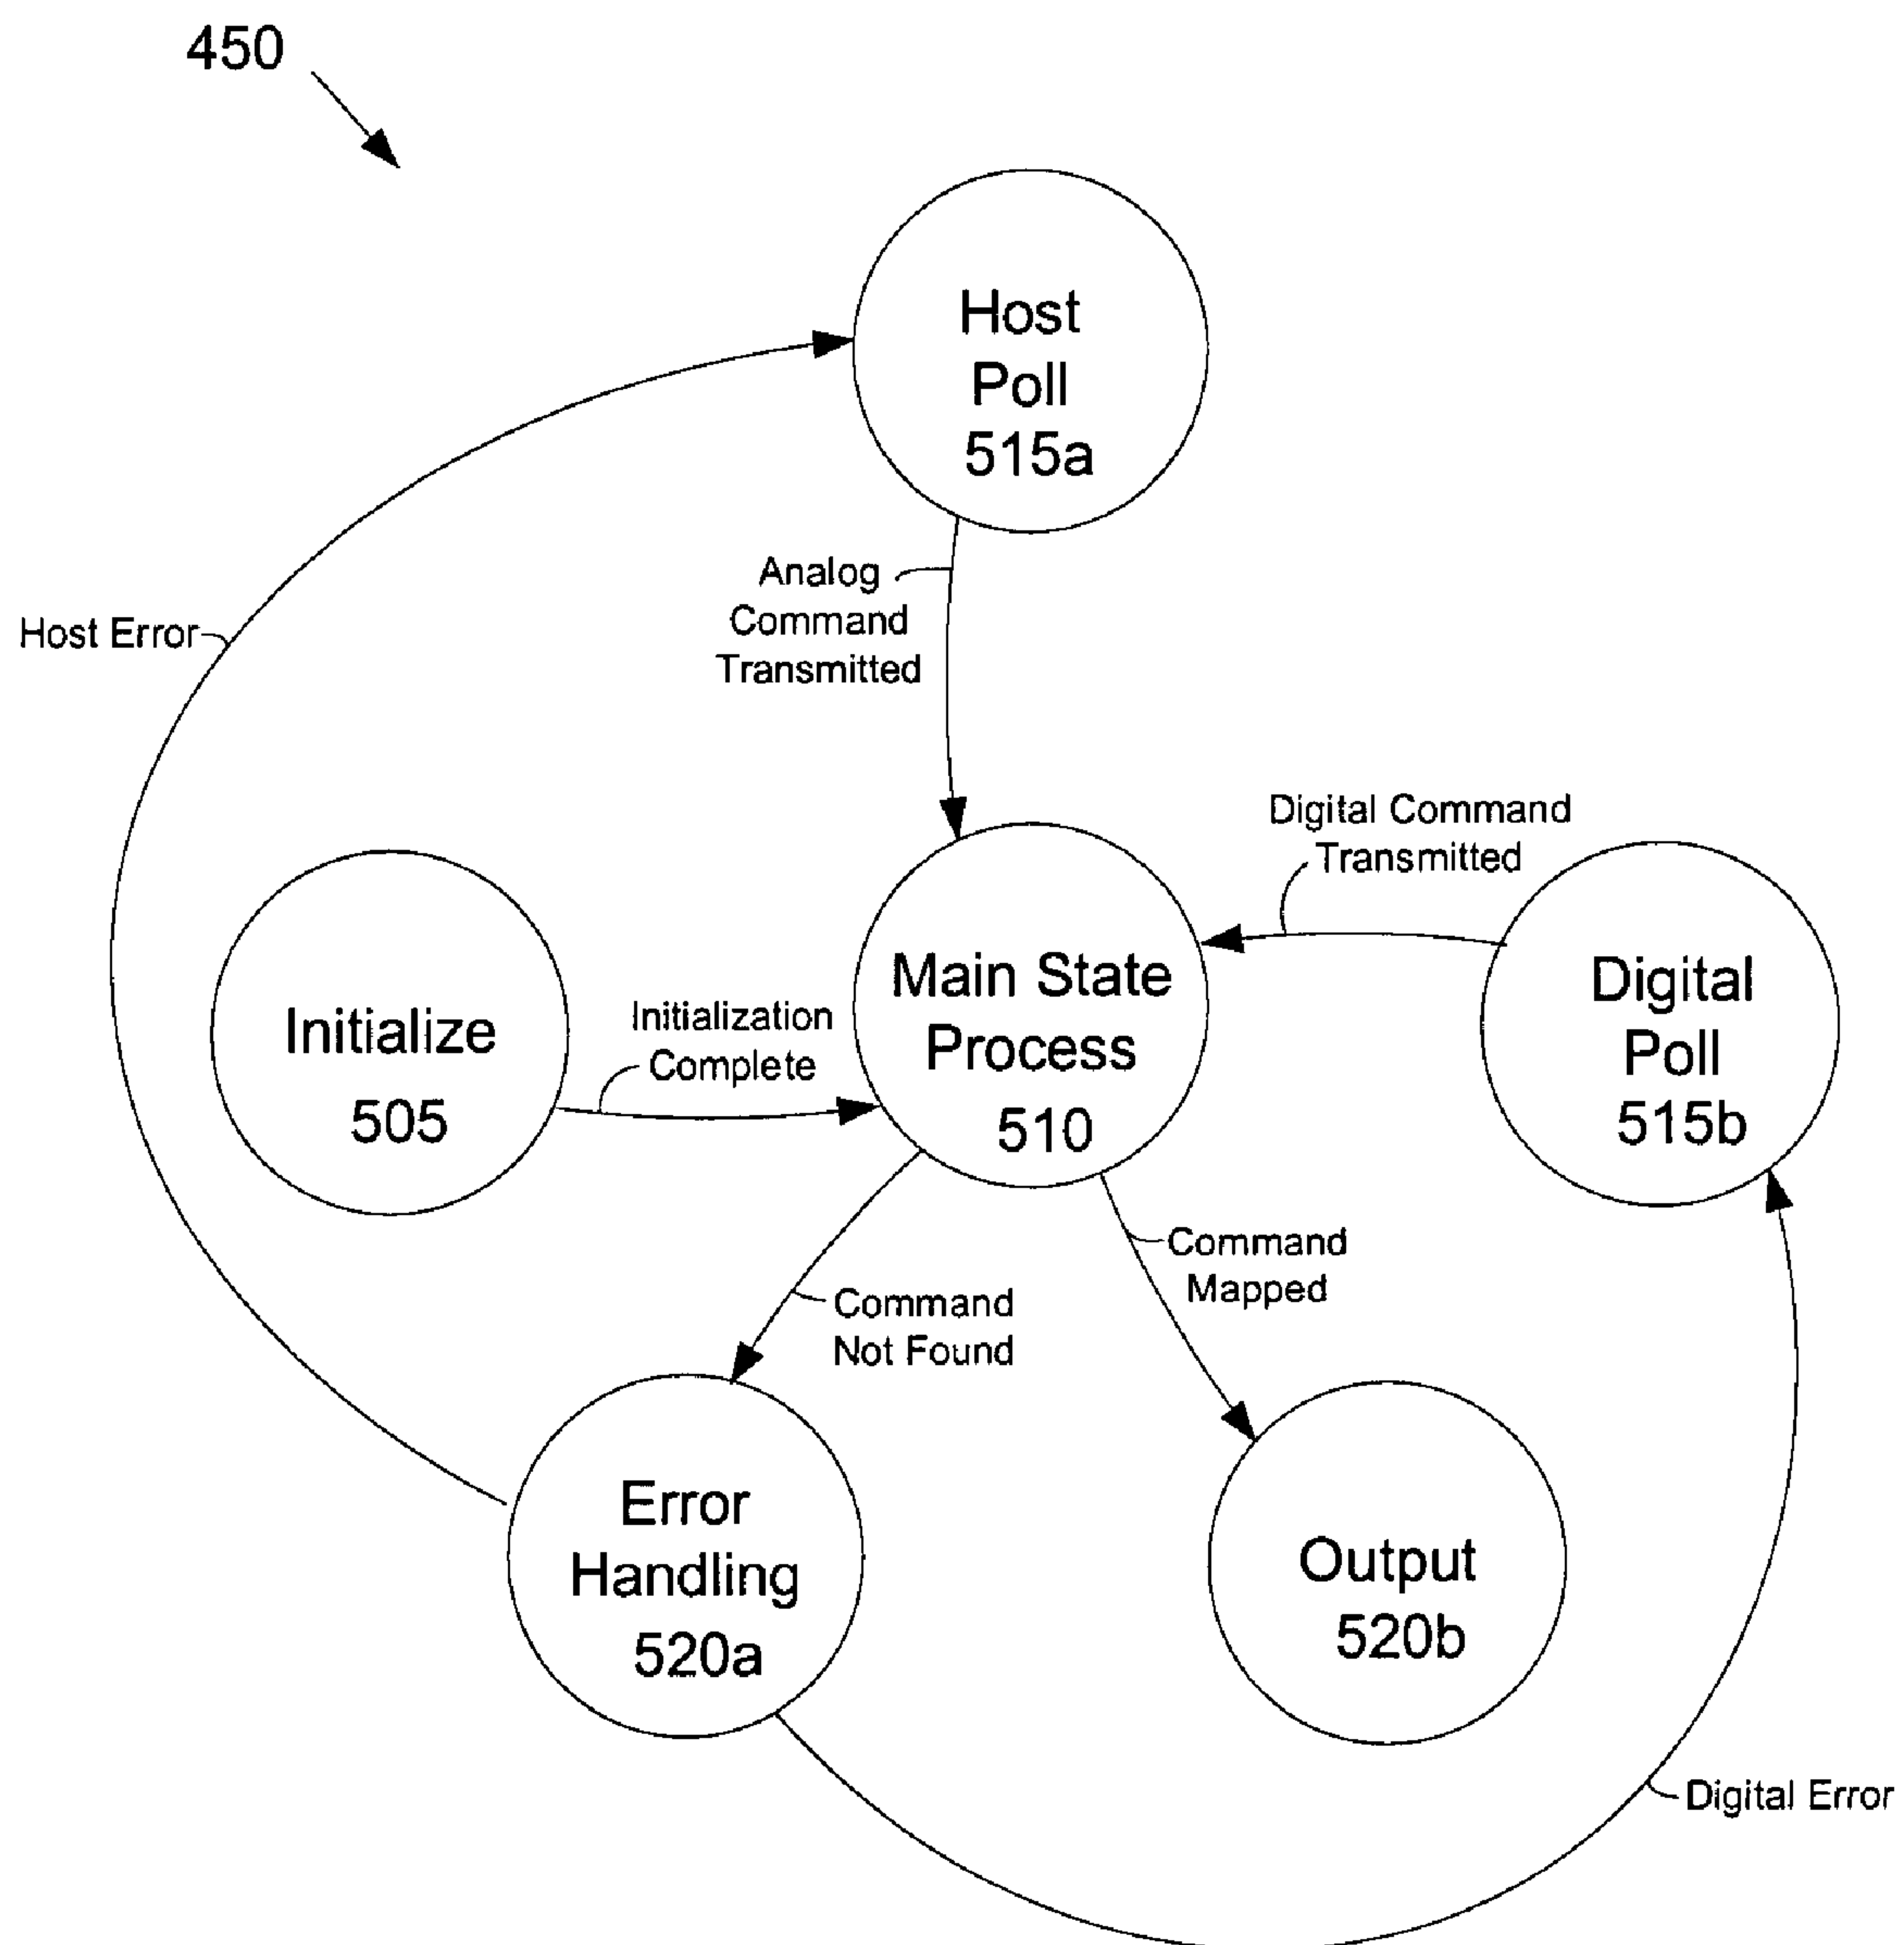 450
Host
Poll
515a
Analog
Command
Transmitted
Host Error
Digital Command
Transmitted
Main State
Process
510
Digital
Poll
515b
Initialize
505
Initialization
Complete
Command
Mapped
Command
Not Found
Error
Handling
520a
Output
520b
Digital Error